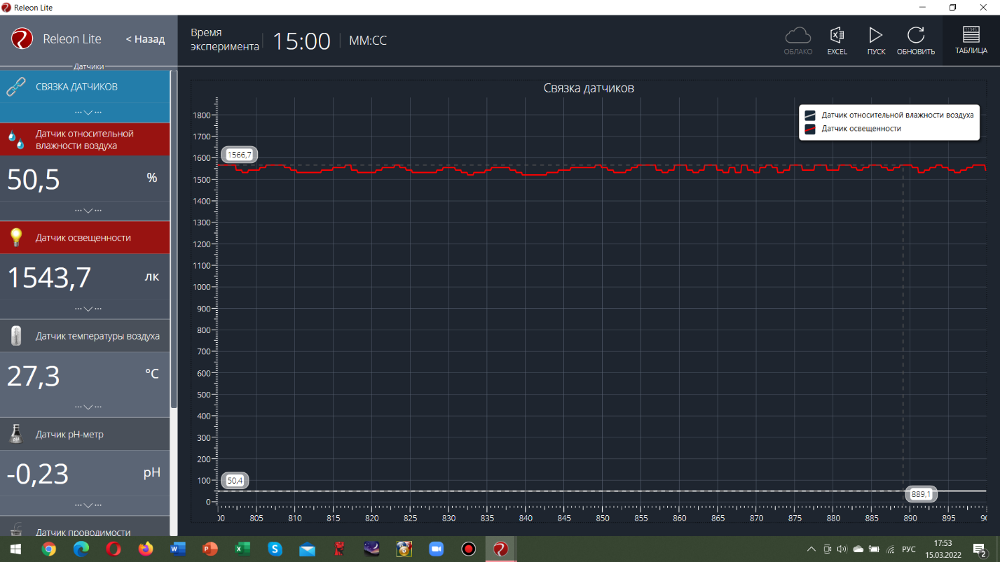 Releon Lite
Releon Lite
< Назад
Время
эксперимента
15:00
ММ:СС
ОБЛАКО
EXCEL
ПУСК
ОБНОВИТЬ
ТАБЛИЦА
Датчики
СВЯЗКА ДАТЧИКОВ
Датчик относительной
влажности воздуха
50,5
%
Датчик освещенности
1543,7
лк
Датчик температуры воздуха
27,3
°C
Датчик pH-метр
-0,23
pH
Датчик проводимости
Связка датчиков
Датчик относительной влажности воздуха
Датчик освещенности
1800
1700
1600
1500
1400
1300
1200
1100
1000
900
800
700
600
500
400
300
200
100
0
1566,7
50,4
889,1
00 805 810 815 820 825 830 835 840 845 850 855 860 865 870 875 880 885 890 895 90
РУС
17:53
15.03.2022
2